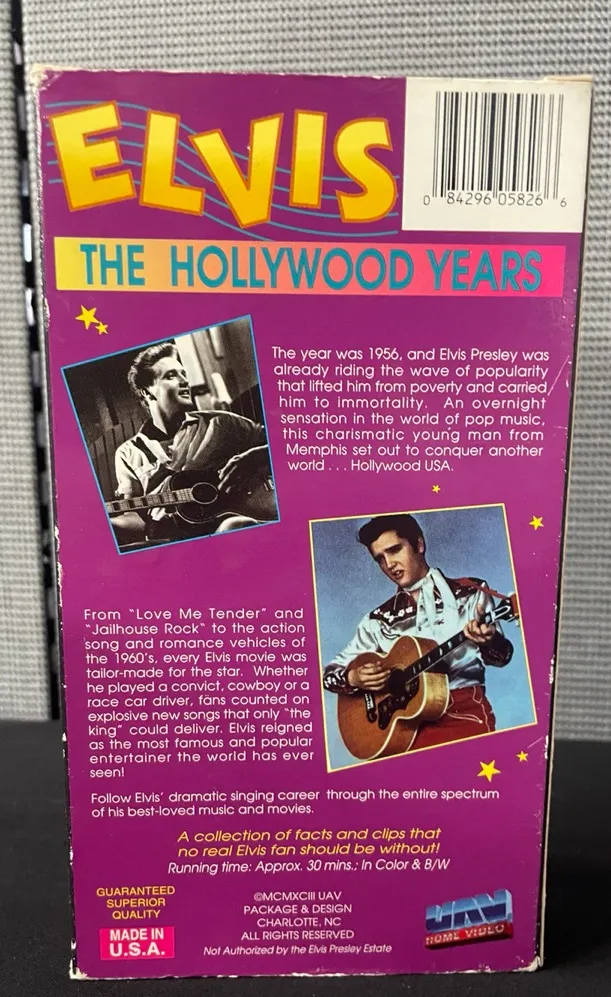 ELVIS
0 84296 05826 6
THE HOLLYWOOD YEARS
The year was 1956, and Elvis Presley was
already riding the wave of popularity
that lifted him from poverty and carried
him to immortality. An overnight
sensation in the world of pop music,
this charismatic young man from
Memphis set out to conquer another
world . . . Hollywood USA.
From "Love Me Tender" and
"Jailhouse Rock" to the action
song and romance vehicles of
the 1960's, every Elvis movie was
tailor-made for the star. Whether
he played a convict, cowboy or a
race car driver, fans counted on
explosive new songs that only "the
king" could deliver. Elvis reigned
as the most famous and popular
entertainer the world has ever
seen!
Follow Elvis' dramatic singing career through the entire spectrum
of his best-loved music and movies.
A collection of facts and clips that
no real Elvis fan should be without!
Running time: Approx. 30 mins.; In Color & B/W
GUARANTEED
SUPERIOR
QUALITY
MADE IN
U.S.A.
©MCMXCIII UAV
PACKAGE & DESIGN
CHARLOTTE, NC
ALL RIGHTS RESERVED
Not Authorized by the Elvis Presley Estate
UAV
HOME VIDEO